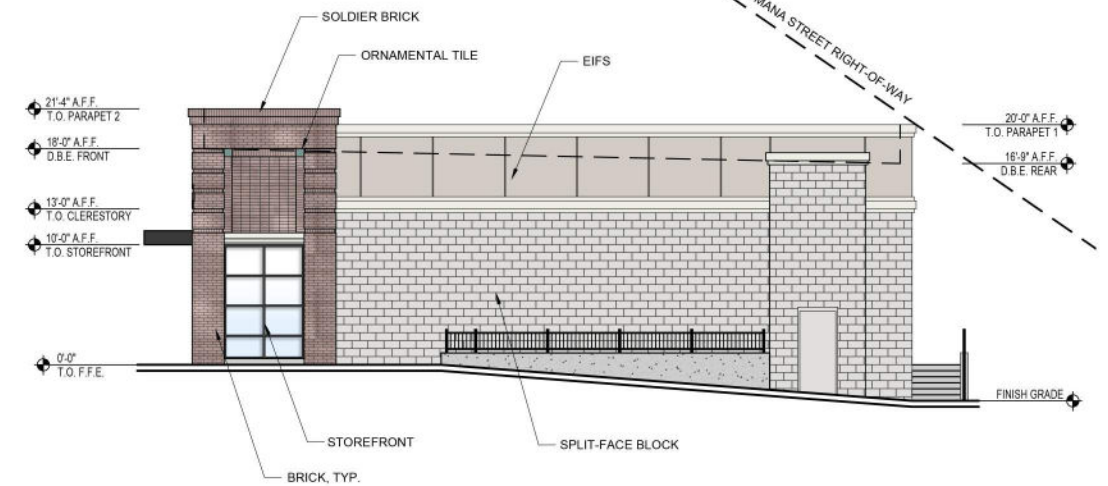 SOLDIER BRICK
MANA STREET RIGHT-OF-WAY
ORNAMENTAL TILE
EIFS
21'-4" A.F.F.
T.O. PARAPET 2
20'-0" A.F.F.
T.O. PARAPET 1
18'-0" A.F.F.
D.B.E. FRONT
16'-9" A.F.F.
D.B.E. REAR
13'-0" A.F.F.
T.O. CLERESTORY
10'-0" A.F.F.
T.O. STOREFRONT
0'-0"
T.O. F.F.E.
FINISH GRADE
STOREFRONT
SPLIT-FACE BLOCK
BRICK, TYP.